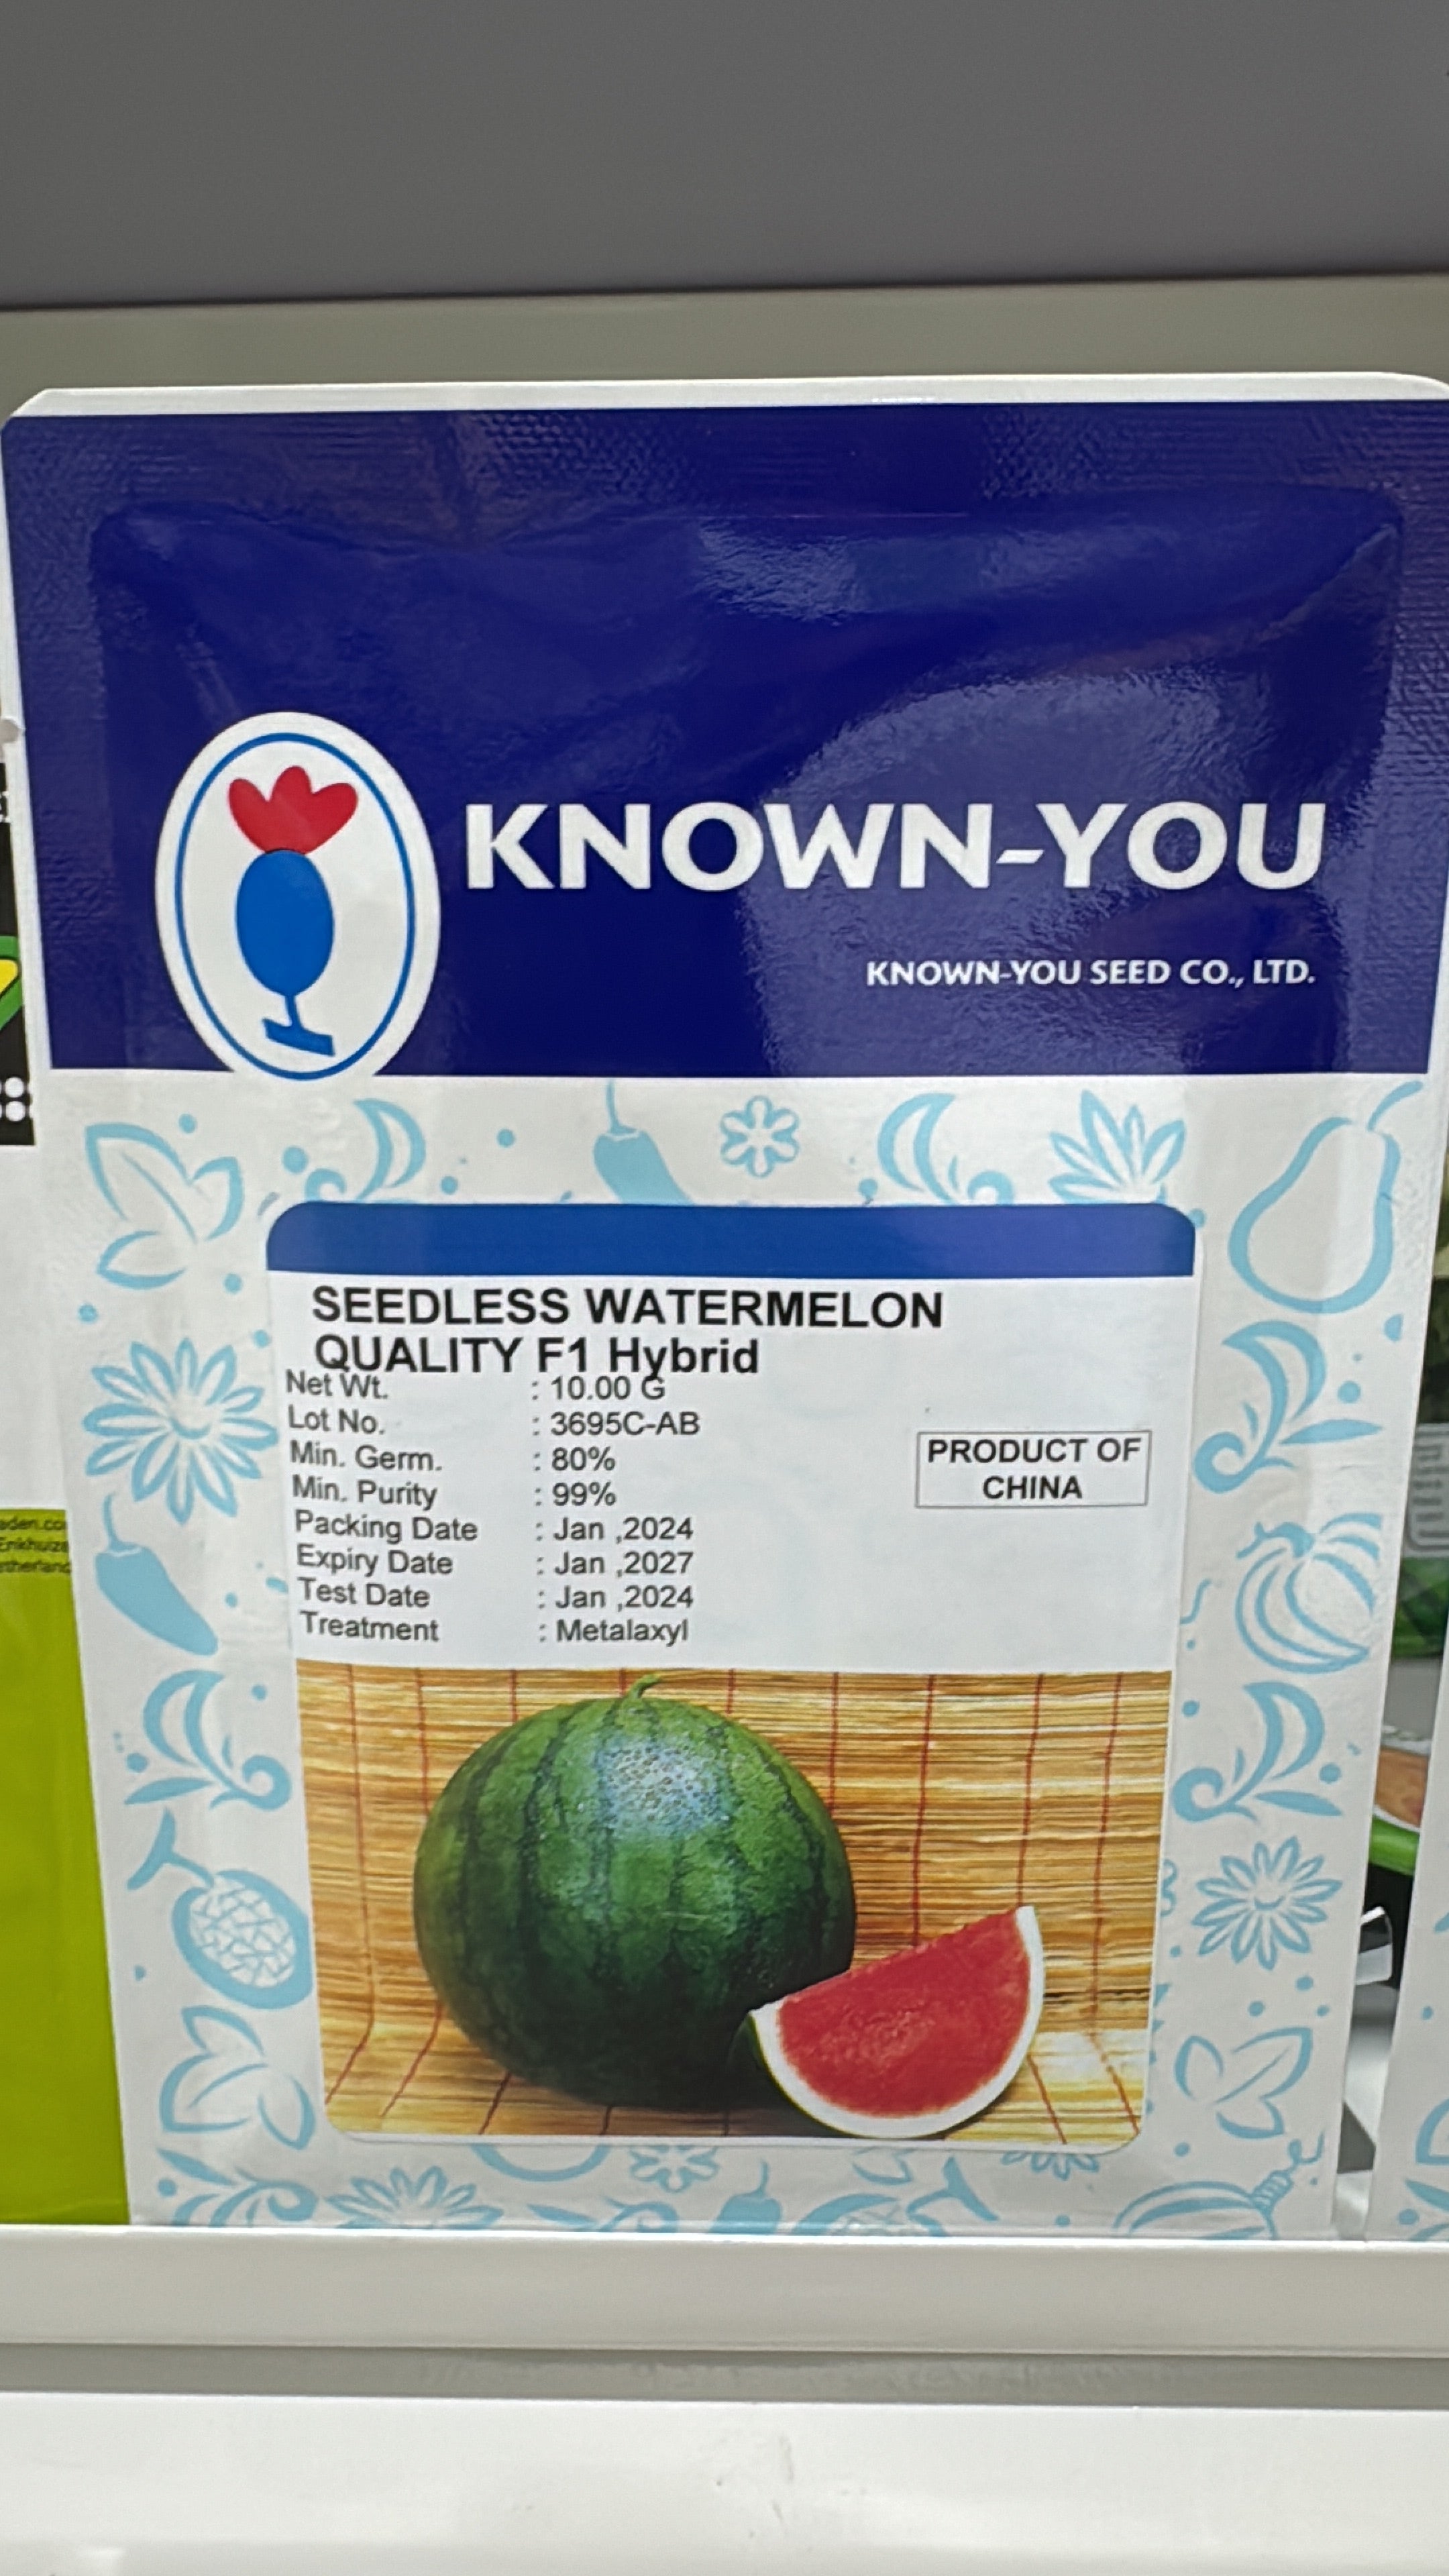 KNOWN-YOU
KNOWN-YOU SEED CO., LTD.
SEEDLESS WATERMELON
QUALITY F1 Hybrid
Net Wt. : 10.00 G
Lot No. : 3695C-AB
Min. Germ. : 80%
Min. Purity : 99%
Packing Date : Jan ,2024
Expiry Date : Jan ,2027
Test Date : Jan ,2024
Treatment : Metalaxyl
PRODUCT OF
CHINA